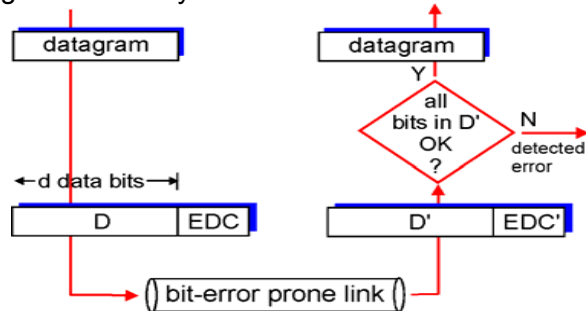 datagram
d data bits
D EDC
bit-error prone link
datagram
Y
all
bits in D'
OK
?
N
detected
error
D' EDC'